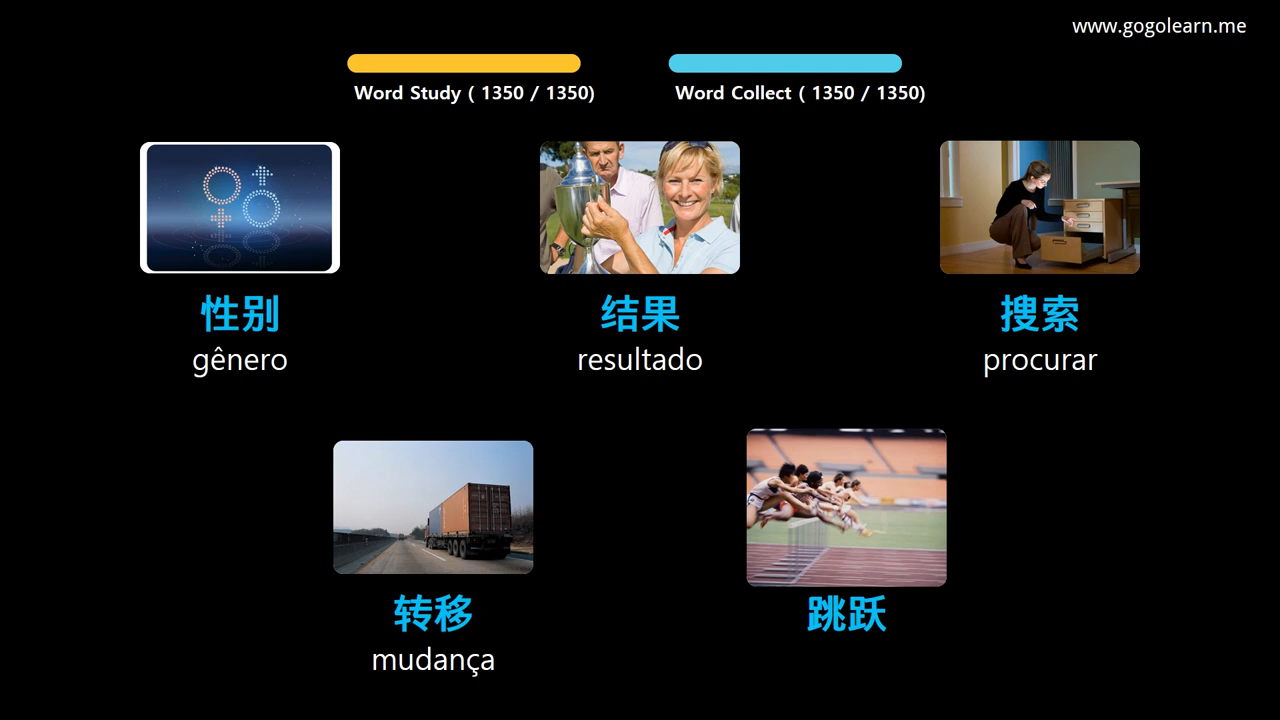 www.gogolearn.me
Word Study ( 1350 / 1350)
Word Collect ( 1350 / 1350)
性别
gênero
结果
resultado
搜索
procurar
转移
mudança
跳跃